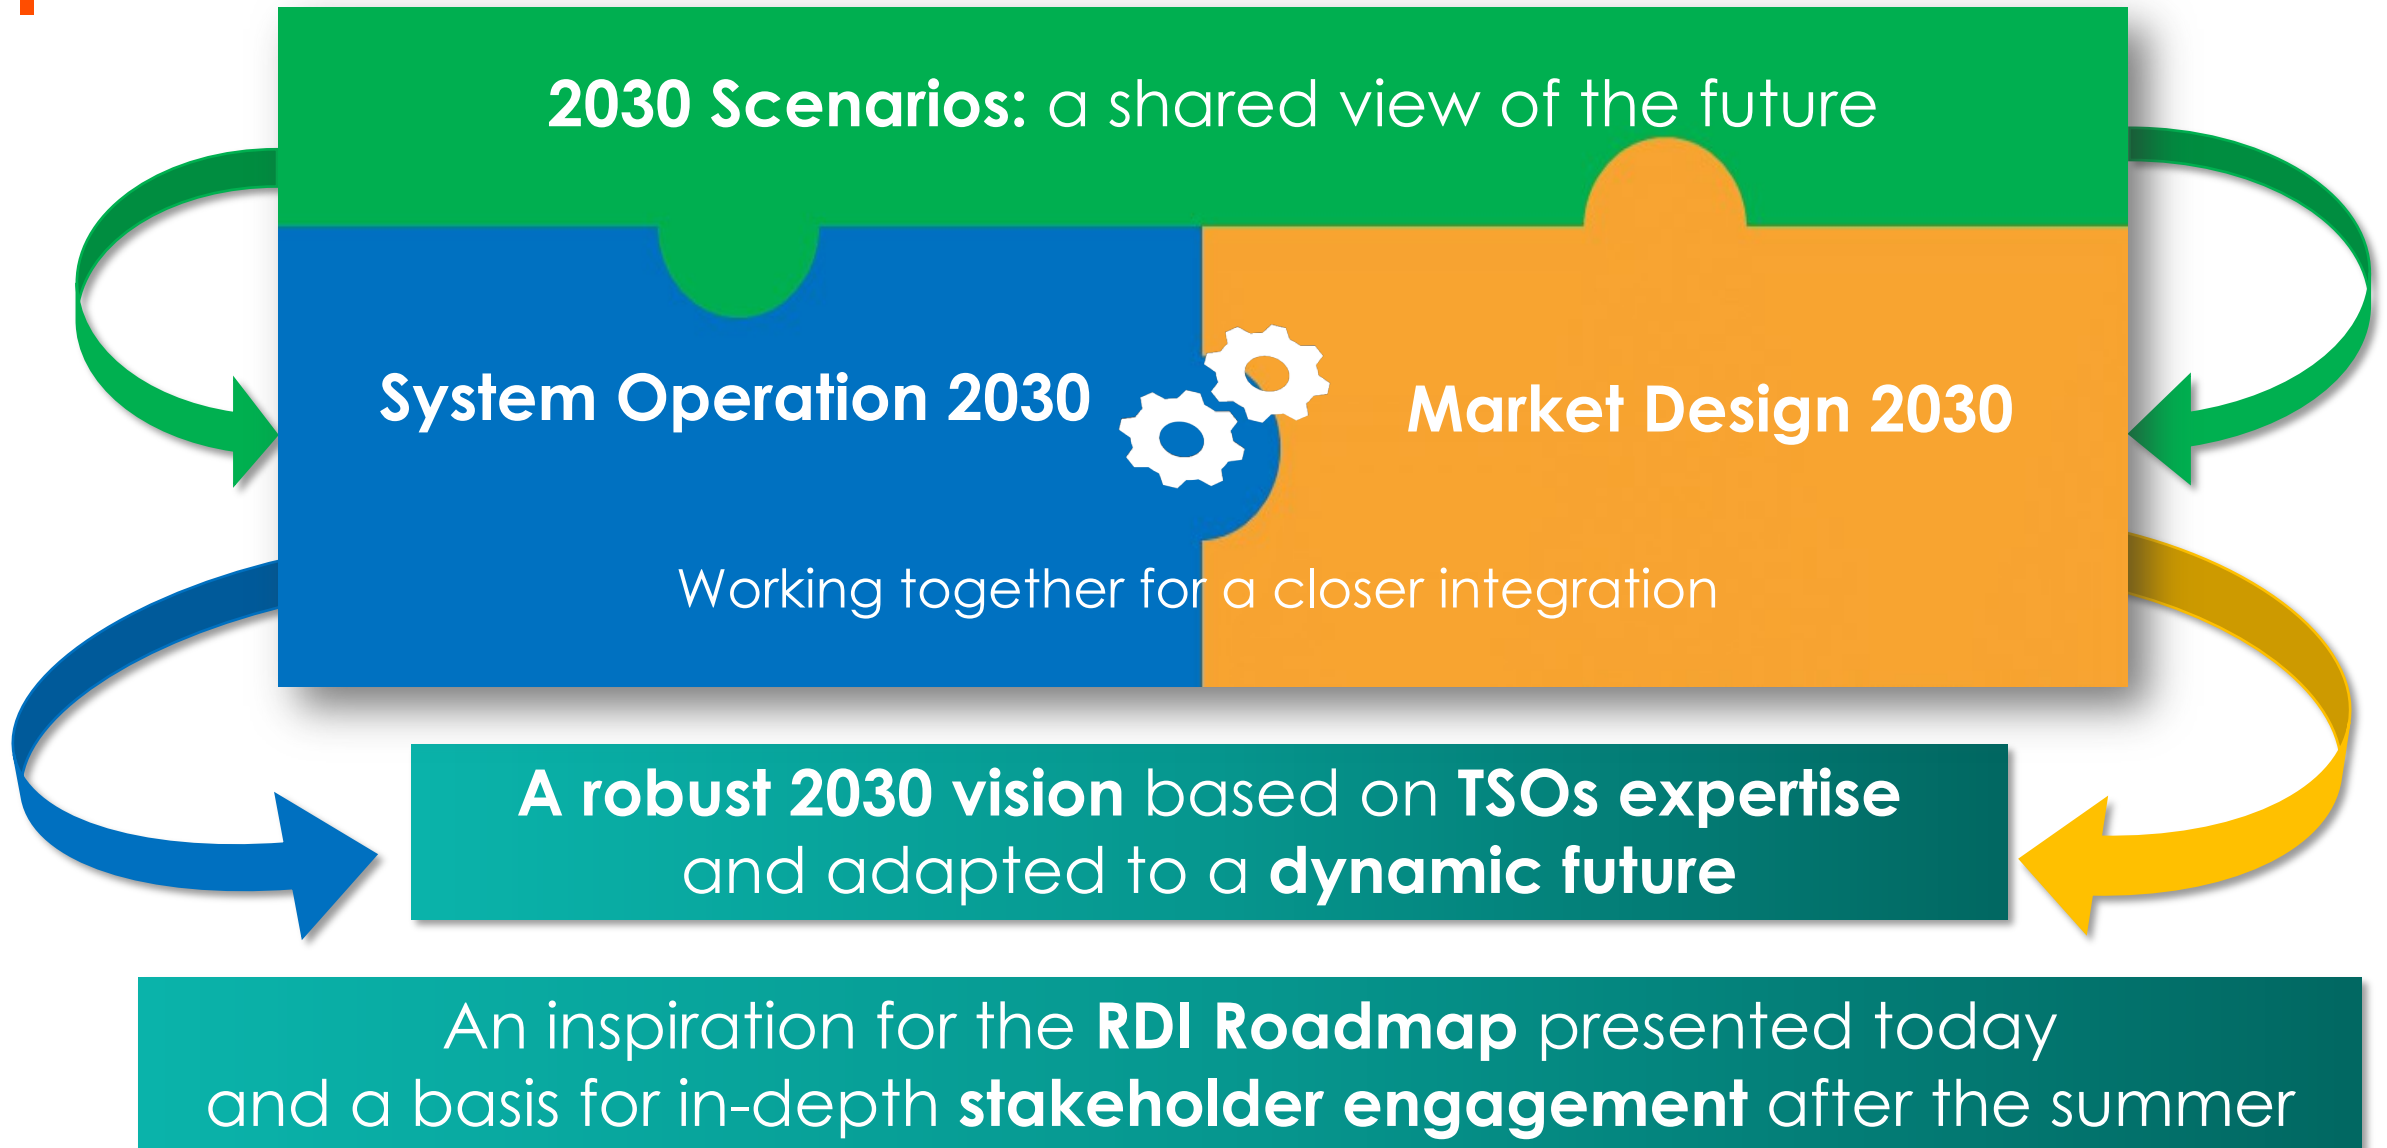 2030 Scenarios: a shared view of the future
System Operation 2030
Market Design 2030
Working together for a closer integration
A robust 2030 vision based on TSOs expertise
and adapted to a dynamic future
An inspiration for the RDI Roadmap presented today
and a basis for in-depth stakeholder engagement after the summer